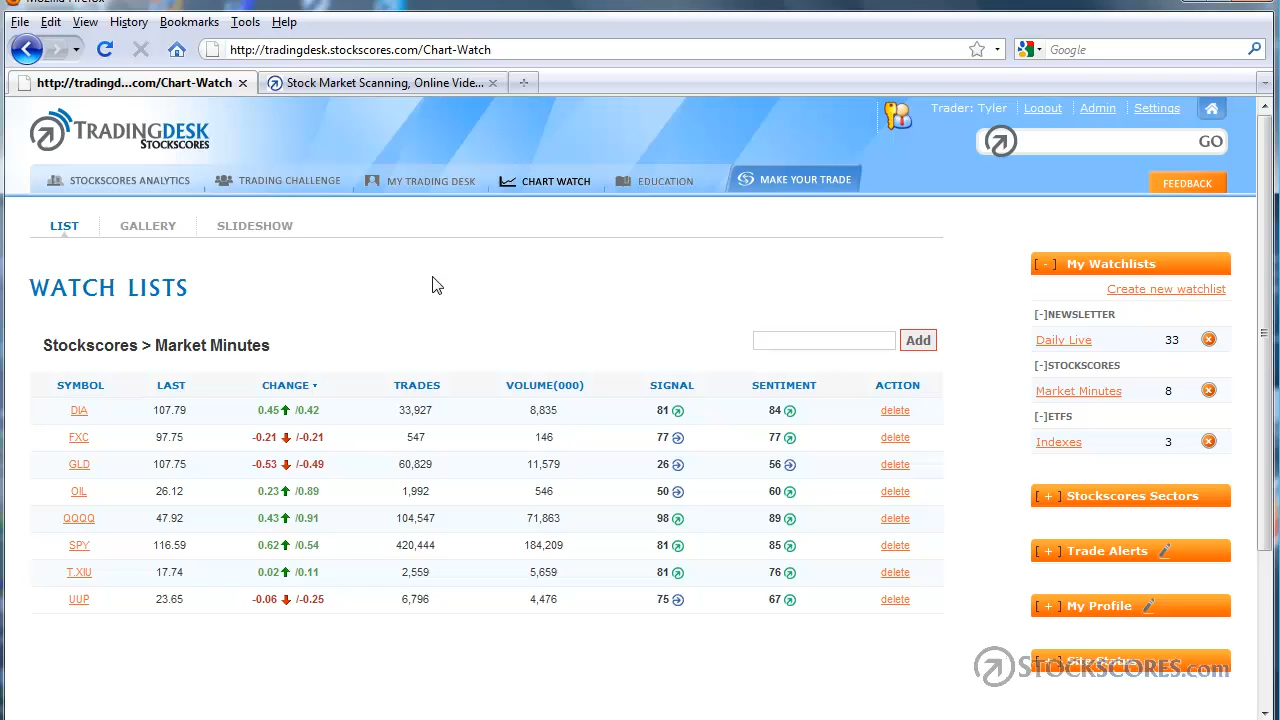 Mozilla Firefox
File Edit View History Bookmarks Tools Help
http://tradingdesk.stockscores.com/Chart-Watch
Google
http://tradingd...com/Chart-Watch
Stock Market Scanning, Online Vide...
TRADINGDESK
STOCKSCORES
Trader: Tyler Logout Admin Settings
GO
STOCKSCORES ANALYTICS TRADING CHALLENGE MY TRADING DESK CHART WATCH EDUCATION MAKE YOUR TRADE
FEEDBACK
LIST GALLERY SLIDESHOW
WATCH LISTS
Stockscores > Market Minutes
Add
SYMBOL LAST CHANGE TRADES VOLUME(000) SIGNAL SENTIMENT ACTION
DIA 107.79 0.45 /0.42 33,927 8,835 81 84 delete
FXC 97.75 -0.21 /-0.21 547 146 77 77 delete
GLD 107.75 -0.53 /-0.49 60,829 11,579 26 56 delete
OIL 26.12 0.23 /0.89 1,992 546 50 60 delete
QQQQ 47.92 0.43 /0.91 104,547 71,863 98 89 delete
SPY 116.59 0.62 /0.54 420,444 184,209 81 85 delete
T.XIU 17.74 0.02 /0.11 2,559 5,659 81 76 delete
UUP 23.65 -0.06 /-0.25 6,796 4,476 75 67 delete
[ - ] My Watchlists
Create new watchlist
[-]NEWSLETTER
Daily Live 33
[-]STOCKSCORES
Market Minutes 8
[-]ETFS
Indexes 3
[ + ] Stockscores Sectors
[ + ] Trade Alerts
[ + ] My Profile
[ + ] Site Status
STOCKSCORES.com